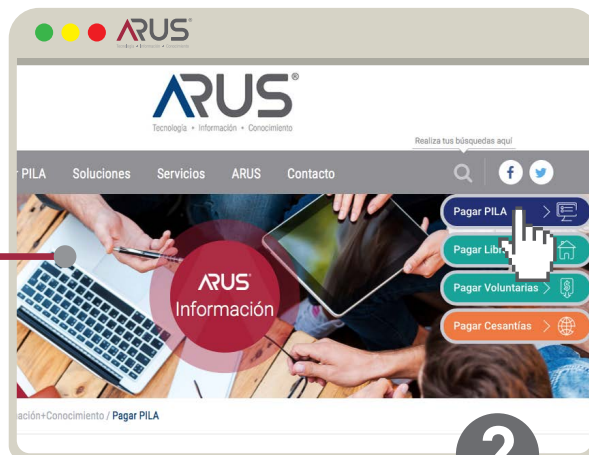 ARUS
ARUS®
Tecnología • Información • Conocimiento
Realiza tus búsquedas aquí
PILA Soluciones Servicios ARUS Contacto
Pagar PILA
Pagar
Pagar Voluntarias
Pagar Cesantías
ARUS
Información
ación+Conocimiento / Pagar PILA
2